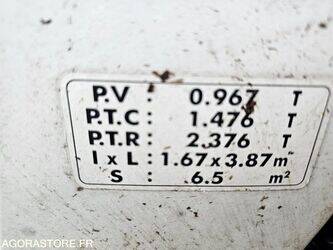 P.V : 0.967 T
P.T.C : 1.476 T
P.T.R : 2.376 T
I x L : 1.67 x 3.87 m
S : 6.5 m²
AGORASTORE.FR